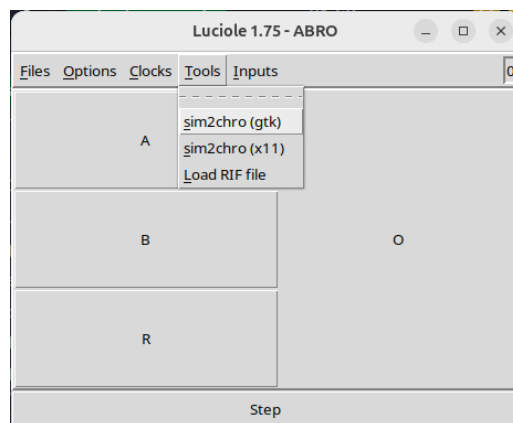 Luciole 1.75 - ABRO
Files Options Clocks Tools Inputs 0
sim2chro (gtk)
sim2chro (x11)
Load RIF file
A
B
O
R
Step